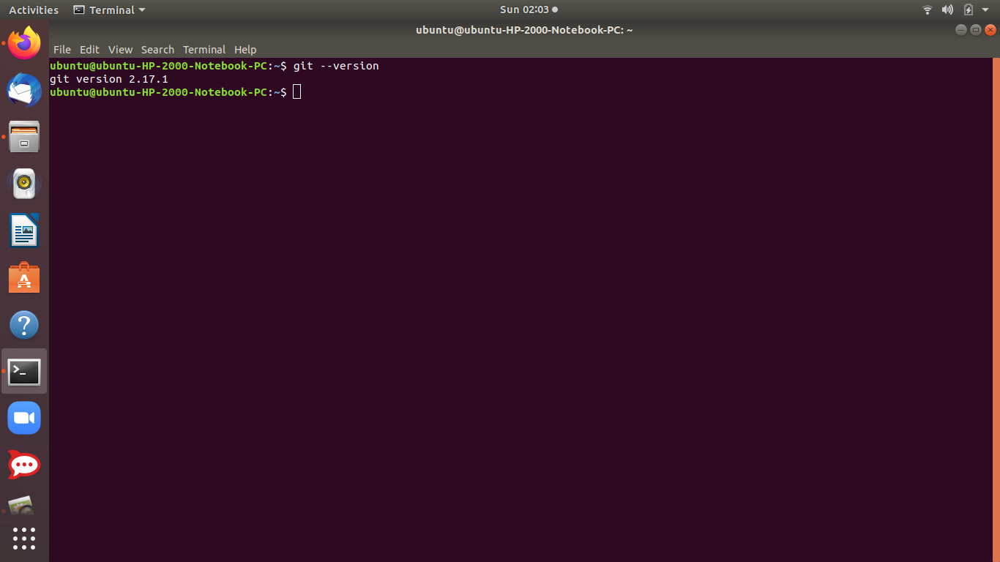 Activities Terminal Sun 02:03
ubuntu@ubuntu-HP-2000-Notebook-PC: ~
File Edit View Search Terminal Help
ubuntu@ubuntu-HP-2000-Notebook-PC:~$ git --version
git version 2.17.1
ubuntu@ubuntu-HP-2000-Notebook-PC:~$